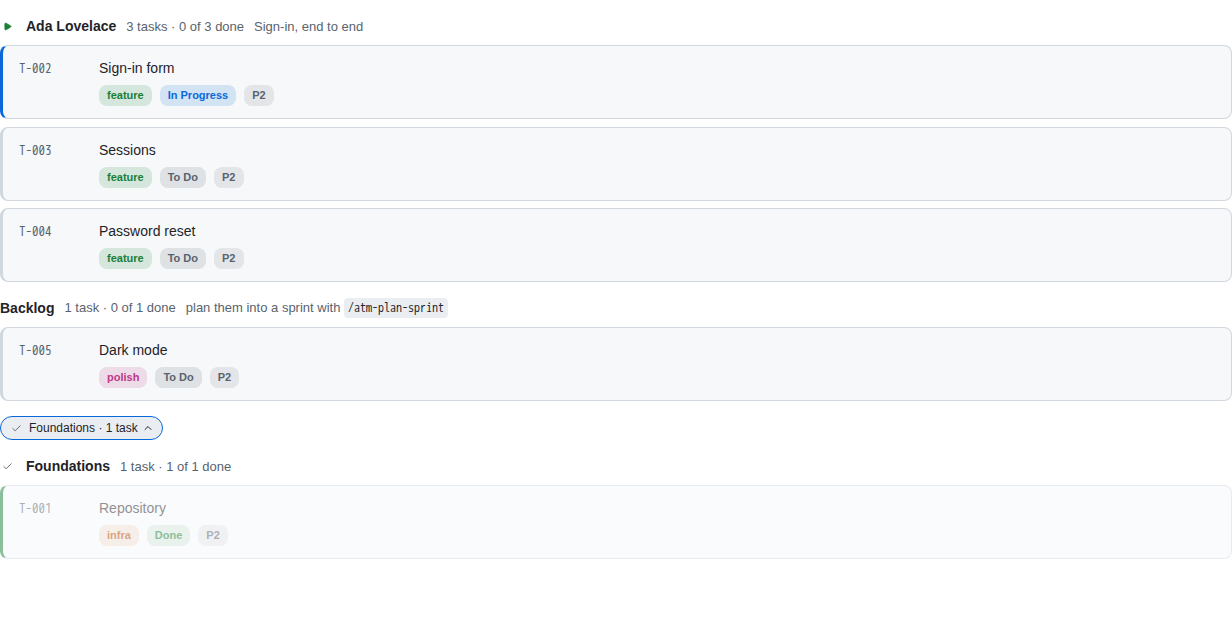 Ada Lovelace 3 tasks · 0 of 3 done Sign-in, end to end
T-002 Sign-in form
feature In Progress P2
T-003 Sessions
feature To Do P2
T-004 Password reset
feature To Do P2
Backlog 1 task · 0 of 1 done plan them into a sprint with /atm-plan-sprint
T-005 Dark mode
polish To Do P2
Foundations · 1 task
Foundations 1 task · 1 of 1 done
T-001 Repository
infra Done P2